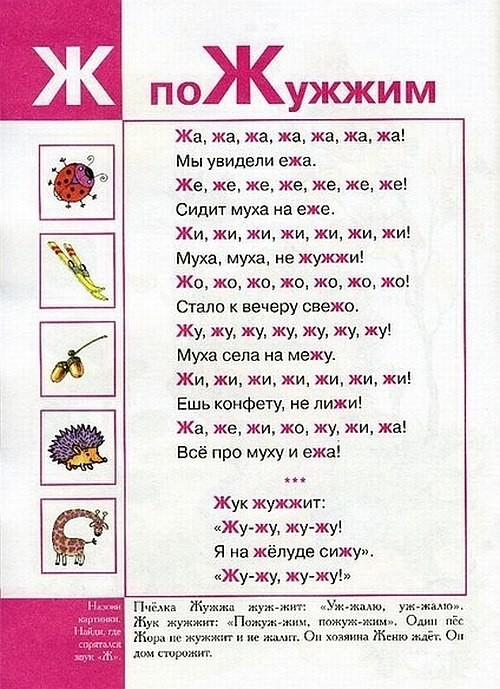 Ж
поЖужжим
Жа, жа, жа, жа, жа, жа, жа!
Мы увидели ежа.
Же, же, же, же, же, же, же!
Сидит муха на еже.
Жи, жи, жи, жи, жи, жи, жи!
Муха, муха, не жужжи!
Жо, жо, жо, жо, жо, жо, жо!
Стало к вечеру свежо.
Жу, жу, жу, жу, жу, жу, жу!
Муха села на межу.
Жи, жи, жи, жи, жи, жи, жи!
Ешь конфету, не лижи!
Жа, же, жи, жо, жу, жи, жа!
Всё про муху и ежа!
***
Жук жужжит:
«Жу-жу, жу-жу!
Я на жёлуде сижу».
«Жу-жу, жу-жу!»
Назови
картинки.
Найди, где
спрятался
звук «Ж».
Пчёлка Жужжа жуж-жит: «Уж-жалю, уж-жалю».
Жук жужжит: «Пожуж-жим, пожуж-жим». Один пёс
Жора не жужжит и не жалит. Он хозяина Женю ждёт. Он
дом сторожит.